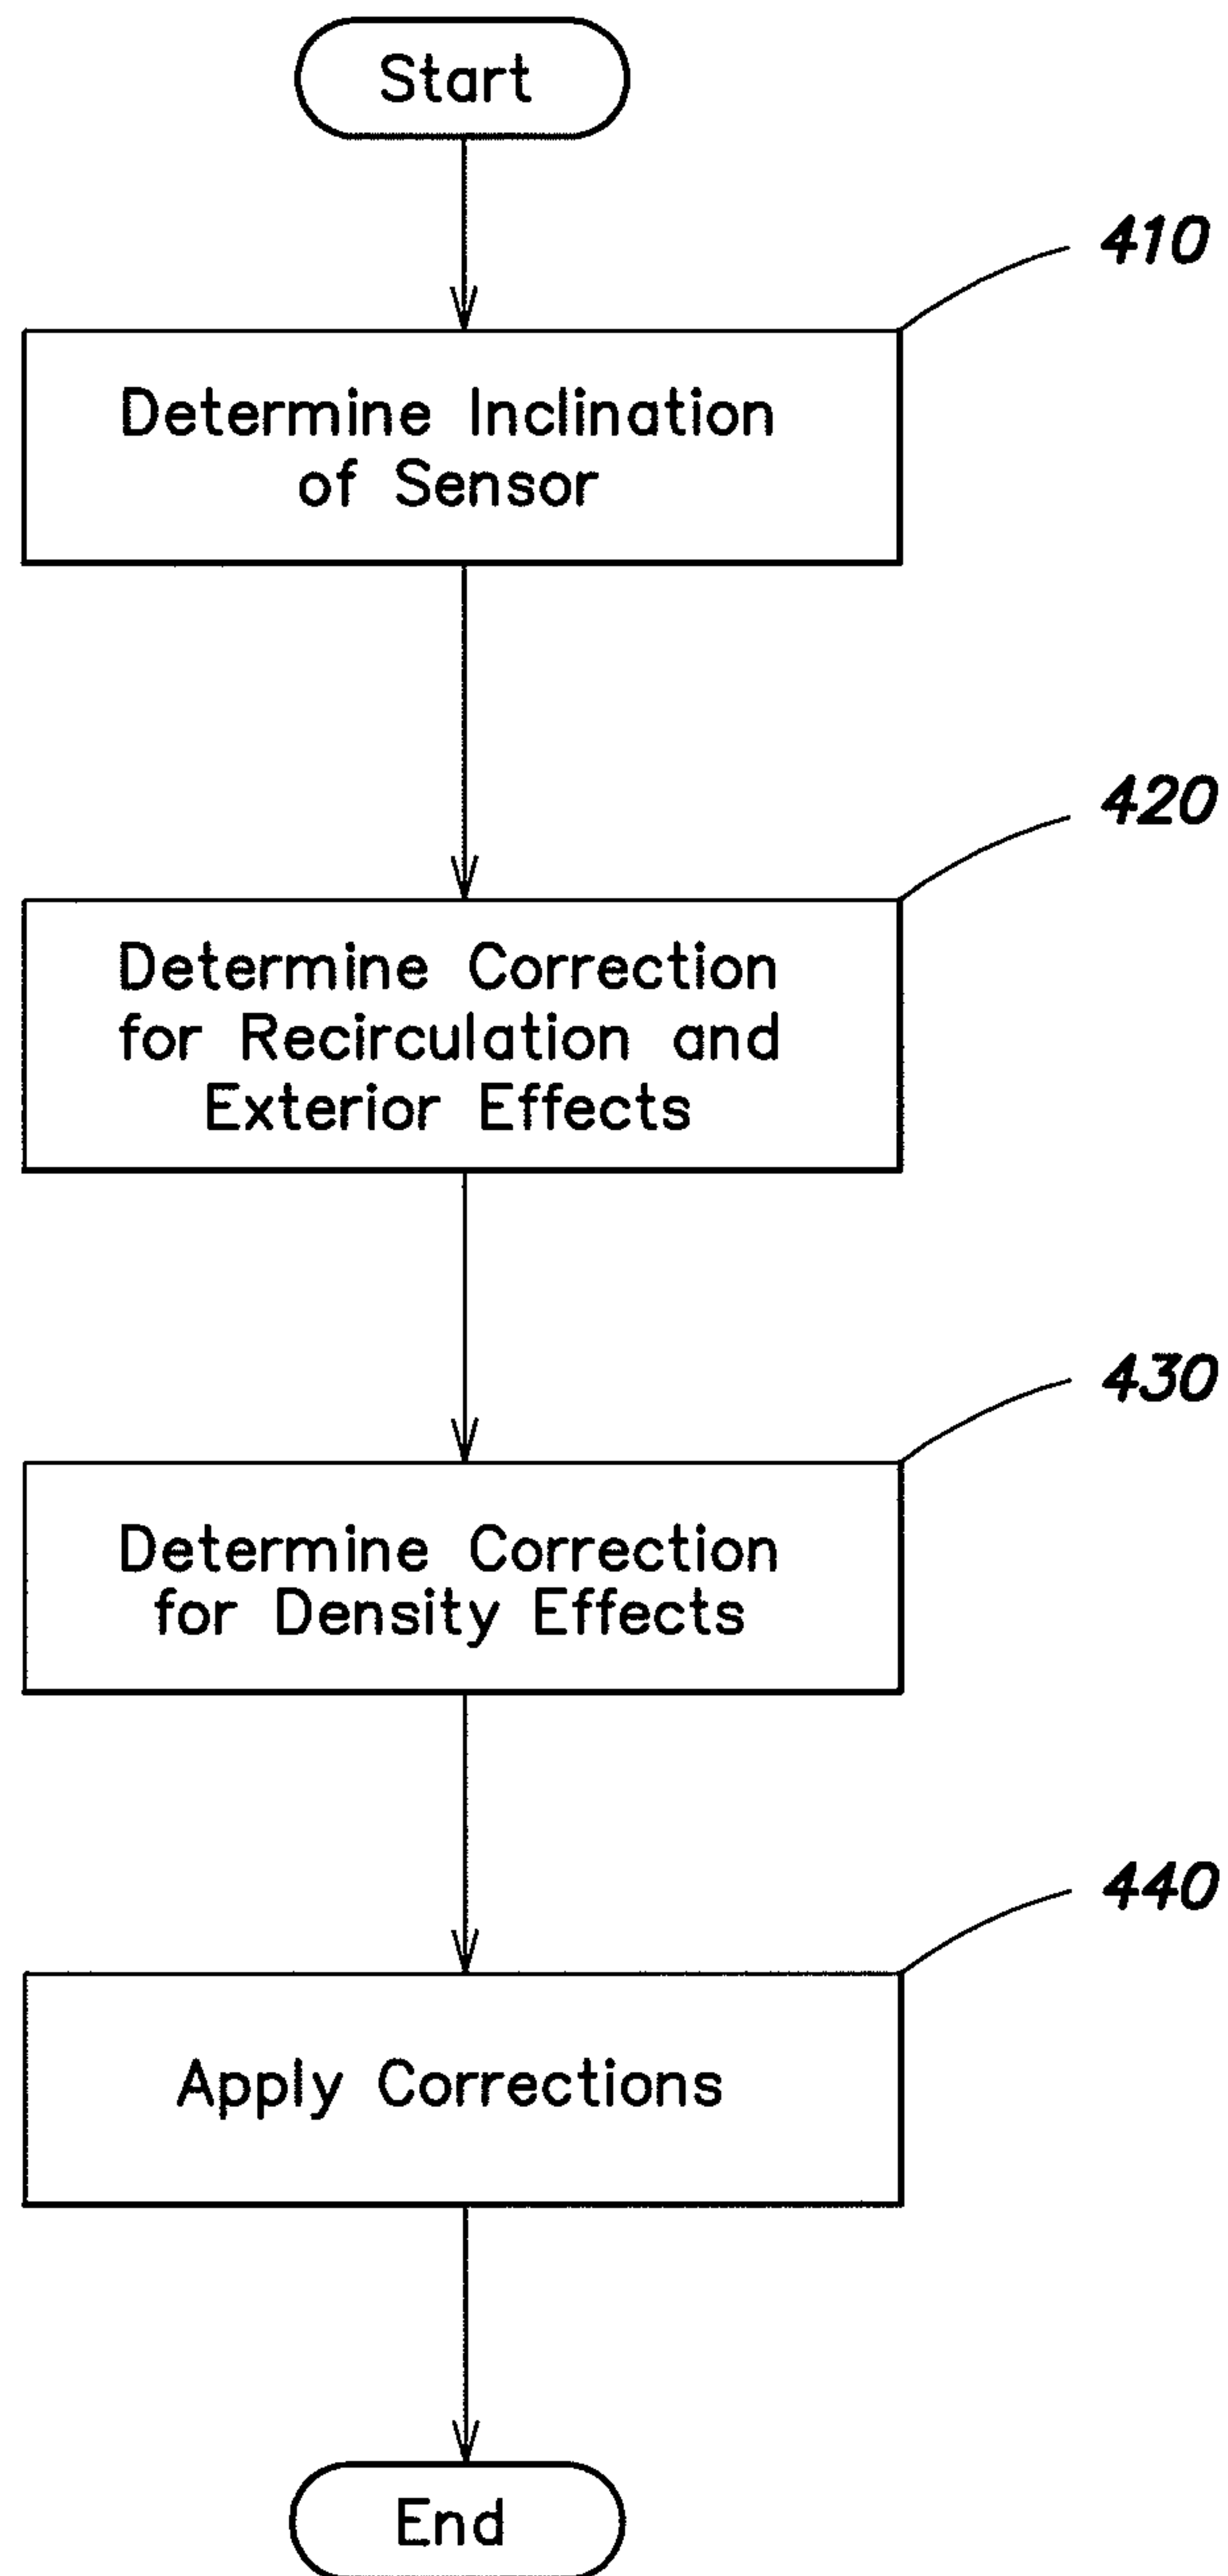 Start
410
Determine Inclination
of Sensor
420
Determine Correction
for Recirculation and
Exterior Effects
430
Determine Correction
for Density Effects
440
Apply Corrections
End